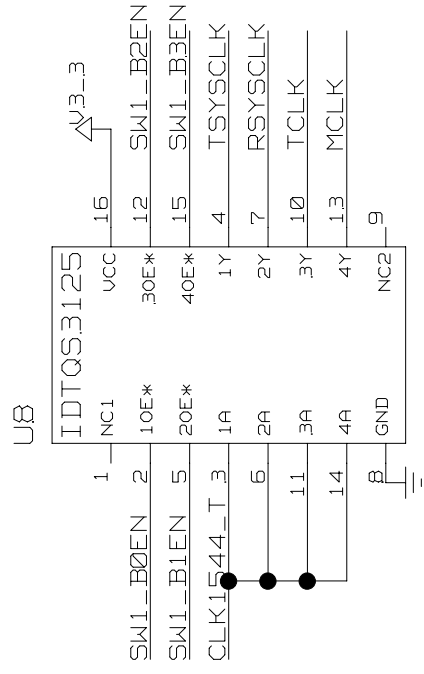 U8
IDTQS3125
V3_3
1 NC1 VCC 16
SW1_B0EN 2 1OE* 3OE* 12 SW1_B2EN
SW1_B1EN 5 2OE* 4OE* 15 SW1_B3EN
CLK1544_T 3 1A 1Y 4 TSYSCLK
6 2A 2Y 7 RSYSCLK
11 3A 3Y 10 TCLK
14 4A 4Y 13 MCLK
8 GND NC2 9